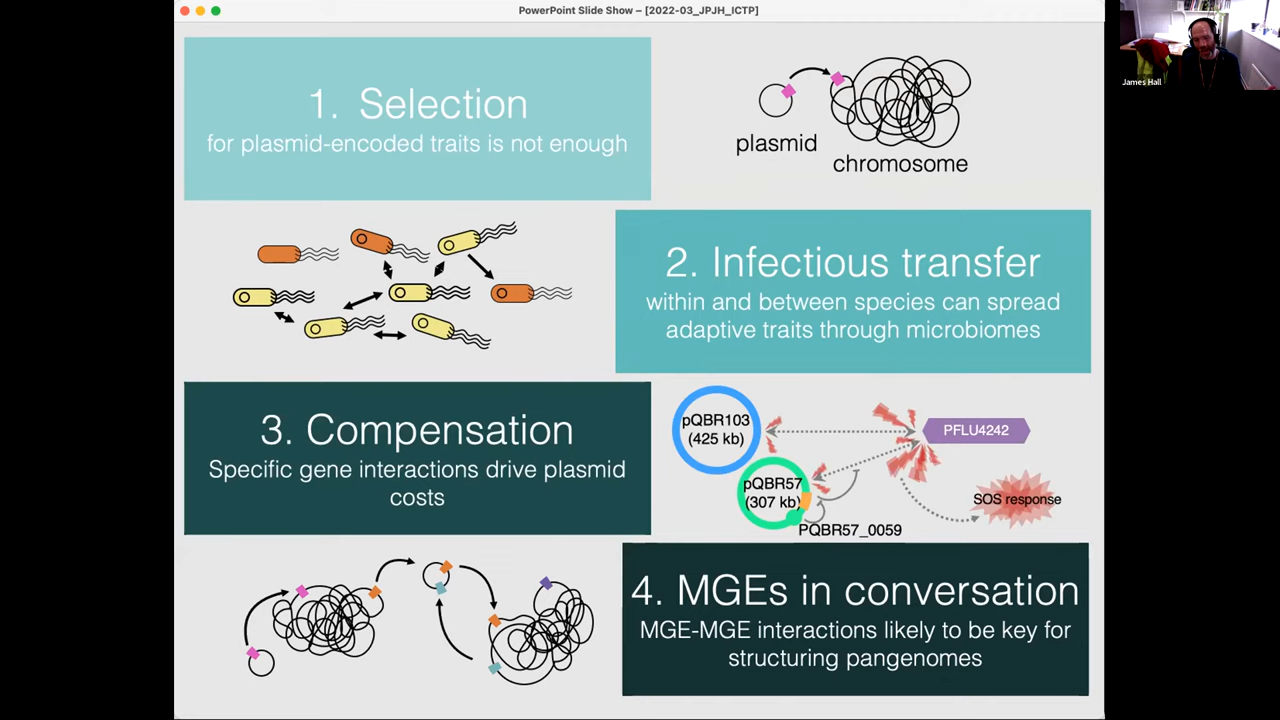 PowerPoint Slide Show – [2022-03_JPJH_ICTP]
James Hall
1. Selection
for plasmid-encoded traits is not enough
plasmid
chromosome
2. Infectious transfer
within and between species can spread
adaptive traits through microbiomes
3. Compensation
Specific gene interactions drive plasmid
costs
pQBR103
(425 kb)
PFLU4242
pQBR57
(307 kb)
SOS response
PQBR57_0059
4. MGEs in conversation
MGE-MGE interactions likely to be key for
structuring pangenomes